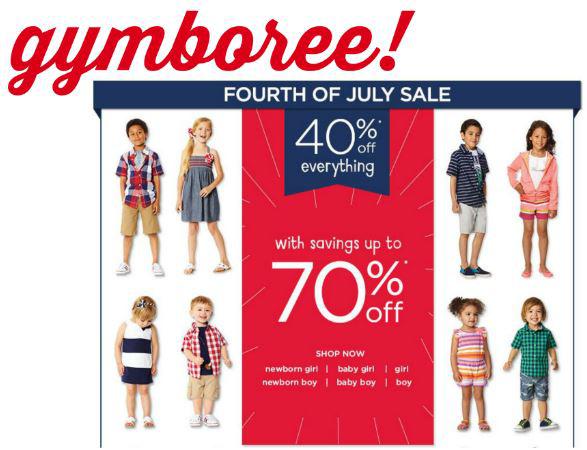 gymboree!
FOURTH OF JULY SALE
40%* off
everything
with savings up to
70%* off
SHOP NOW
newborn girl | baby girl | girl
newborn boy | baby boy | boy